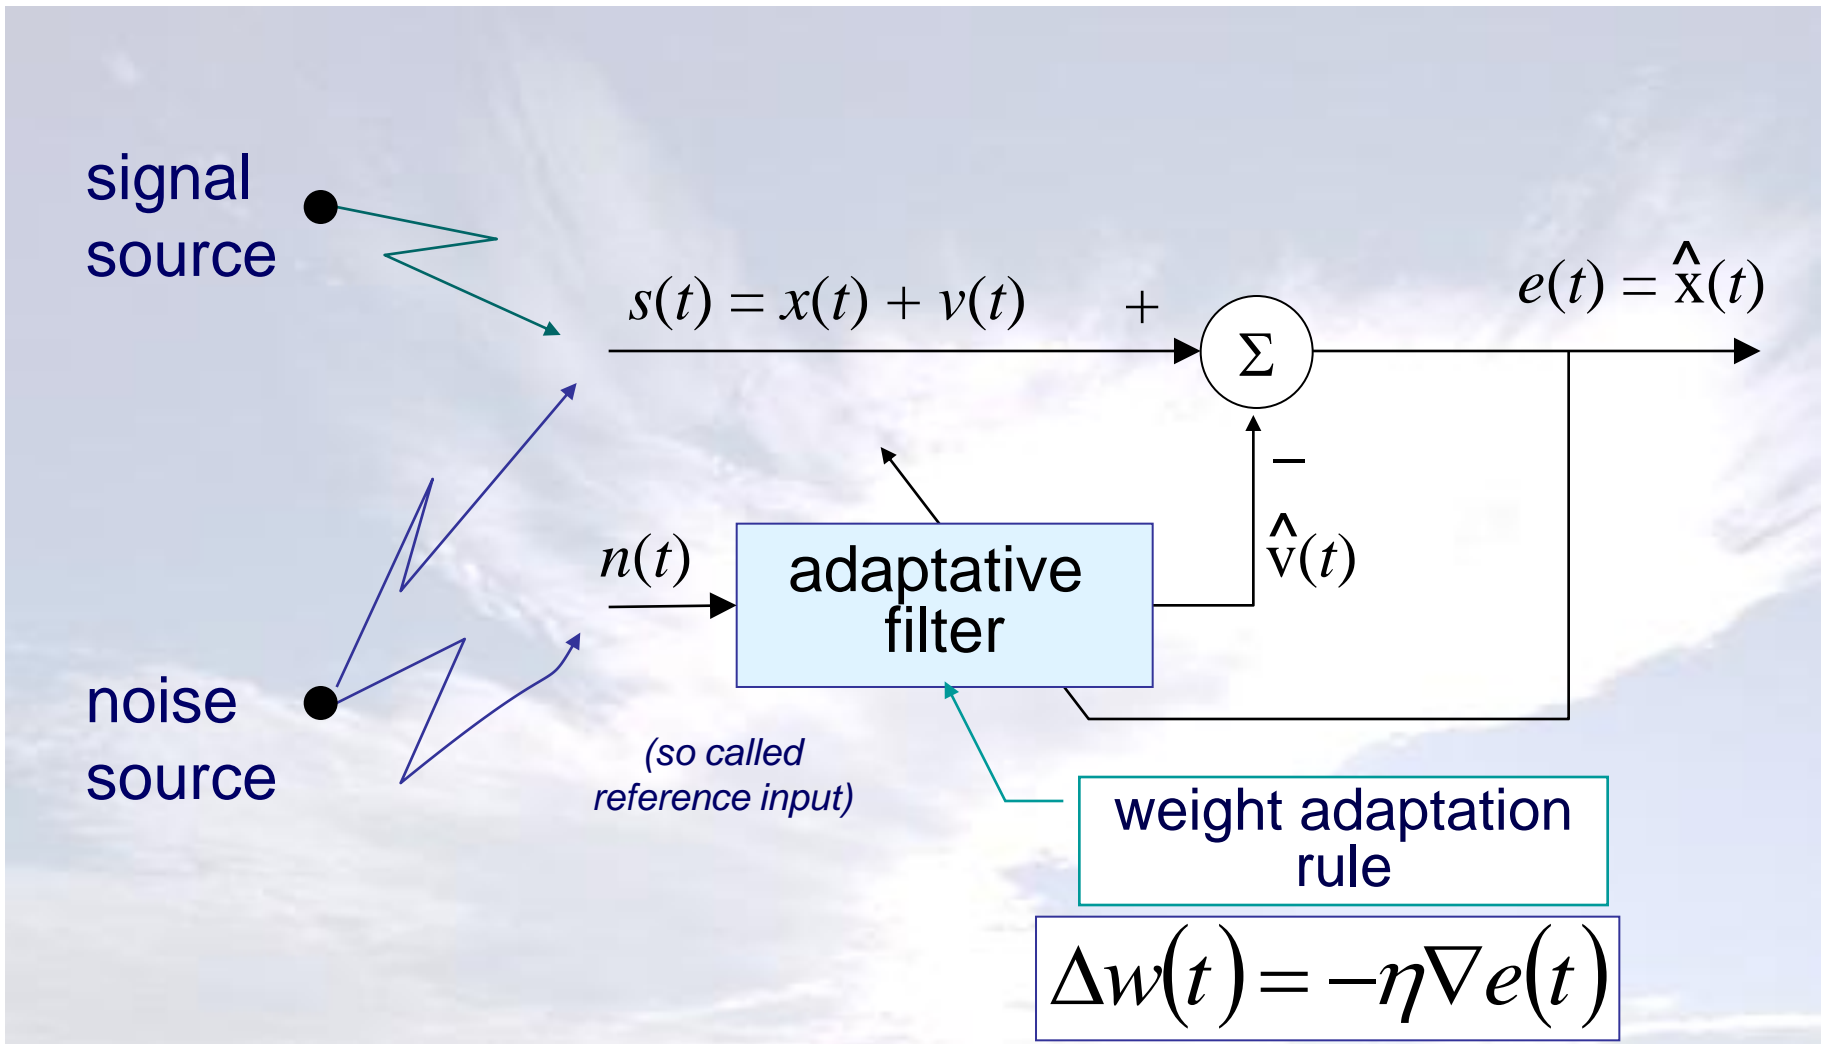 signal
source
s(t) = x(t) + v(t)
+
Σ
e(t) = x̂(t)
−
n(t)
adaptative
filter
v̂(t)
noise
source
(so called
reference input)
weight adaptation
rule
Δw(t) = −η∇e(t)